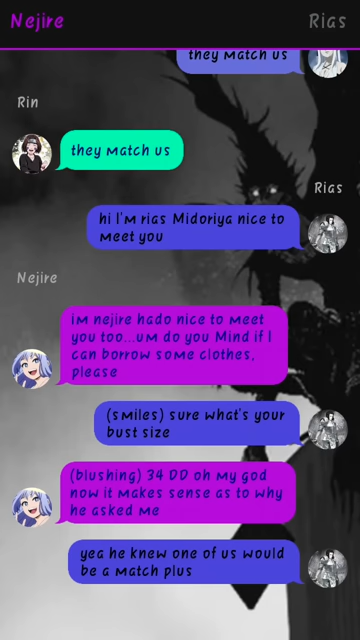 Nejire
Rias
they match us
Rin
they match us
Rias
hi I'm rias Midoriya nice to
meet you
Nejire
im nejire hado nice to meet
you too...um do you Mind if I
can borrow some clothes,
please
(smiles) sure what's your
bust size
(blushing) 34 DD oh my god
now it makes sense as to why
he asked me
yea he knew one of us would
be a match plus